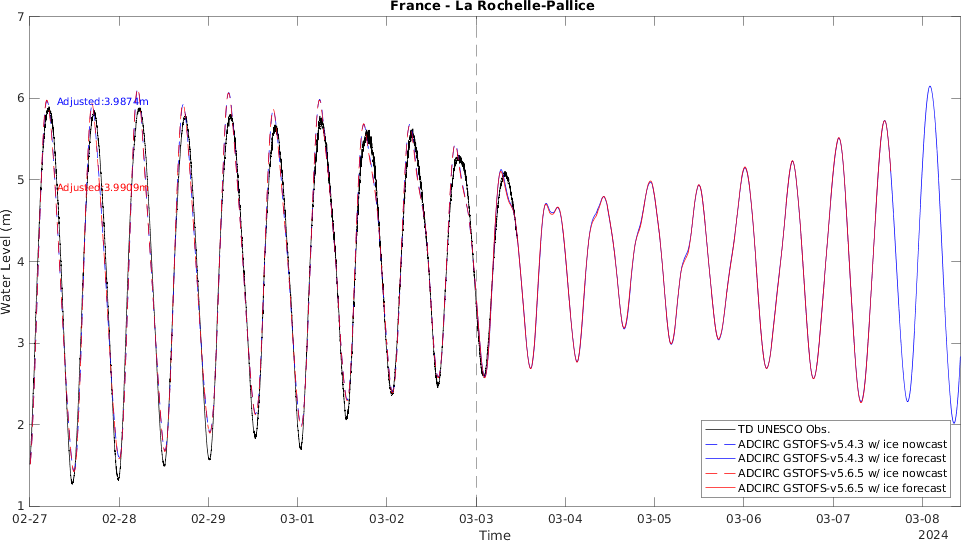 France - La Rochelle-Pallice
7
6
5
4
3
2
1
Water Level (m)
Adjusted:3.9874m
Adjusted:3.9909m
TD UNESCO Obs.
ADCIRC GSTOFS-v5.4.3 w/ ice nowcast
ADCIRC GSTOFS-v5.4.3 w/ ice forecast
ADCIRC GSTOFS-v5.6.5 w/ ice nowcast
ADCIRC GSTOFS-v5.6.5 w/ ice forecast
02-27 02-28 02-29 03-01 03-02 03-03 03-04 03-05 03-06 03-07 03-08
Time
2024